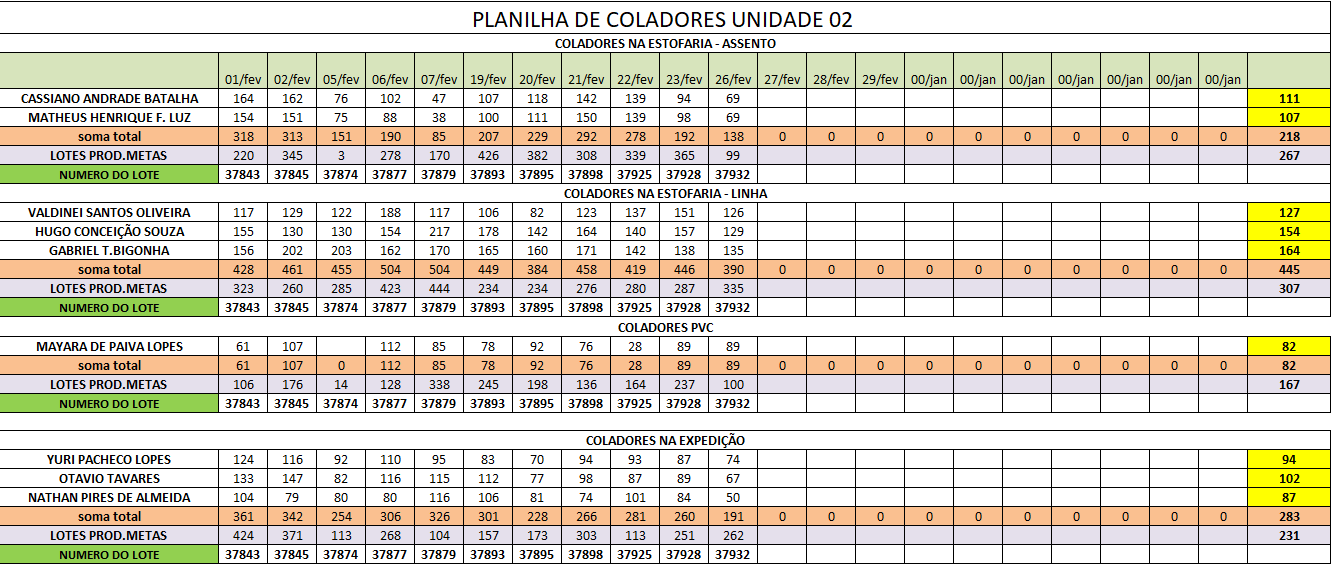 PLANILHA DE COLADORES UNIDADE 02
COLADORES NA ESTOFARIA - ASSENTO
01/fev 02/fev 05/fev 06/fev 07/fev 19/fev 20/fev 21/fev 22/fev 23/fev 26/fev 27/fev 28/fev 29/fev 00/jan 00/jan 00/jan 00/jan 00/jan 00/jan 00/jan
CASSIANO ANDRADE BATALHA 164 162 76 102 47 107 118 142 139 94 69 111
MATHEUS HENRIQUE F. LUZ 154 151 75 88 38 100 111 150 139 98 69 107
soma total 318 313 151 190 85 207 229 292 278 192 138 0 0 0 0 0 0 0 0 0 0 218
LOTES PROD.METAS 220 345 3 278 170 426 382 308 339 365 99 267
NUMERO DO LOTE 37843 37845 37874 37877 37879 37893 37895 37898 37925 37928 37932
COLADORES NA ESTOFARIA - LINHA
VALDINEI SANTOS OLIVEIRA 117 129 122 188 117 106 82 123 137 151 126 127
HUGO CONCEIÇÃO SOUZA 155 130 130 154 217 178 142 164 140 157 129 154
GABRIEL T.BIGONHA 156 202 203 162 170 165 160 171 142 138 135 164
soma total 428 461 455 504 504 449 384 458 419 446 390 0 0 0 0 0 0 0 0 0 0 445
LOTES PROD.METAS 323 260 285 423 444 234 234 276 280 287 335 307
NUMERO DO LOTE 37843 37845 37874 37877 37879 37893 37895 37898 37925 37928 37932
COLADORES PVC
MAYARA DE PAIVA LOPES 61 107 112 85 78 92 76 28 89 89 82
soma total 61 107 0 112 85 78 92 76 28 89 89 0 0 0 0 0 0 0 0 0 0 82
LOTES PROD.METAS 106 176 14 128 338 245 198 136 164 237 100 167
NUMERO DO LOTE 37843 37845 37874 37877 37879 37893 37895 37898 37925 37928 37932
COLADORES NA EXPEDIÇÃO
YURI PACHECO LOPES 124 116 92 110 95 83 70 94 93 87 74 94
OTAVIO TAVARES 133 147 82 116 115 112 77 98 87 89 67 102
NATHAN PIRES DE ALMEIDA 104 79 80 80 116 106 81 74 101 84 50 87
soma total 361 342 254 306 326 301 228 266 281 260 191 0 0 0 0 0 0 0 0 0 0 283
LOTES PROD.METAS 424 371 113 268 104 157 173 303 113 251 262 231
NUMERO DO LOTE 37843 37845 37874 37877 37879 37893 37895 37898 37925 37928 37932